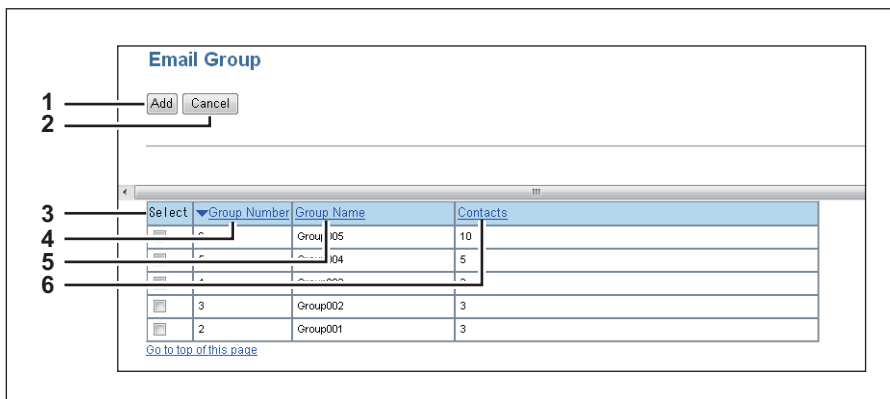 Email Group
1 Add Cancel
2
3 Select Group Number Group Name Contacts
4 10
5 5
6
3 Group002 3
2 Group001 3
Go to top of this page